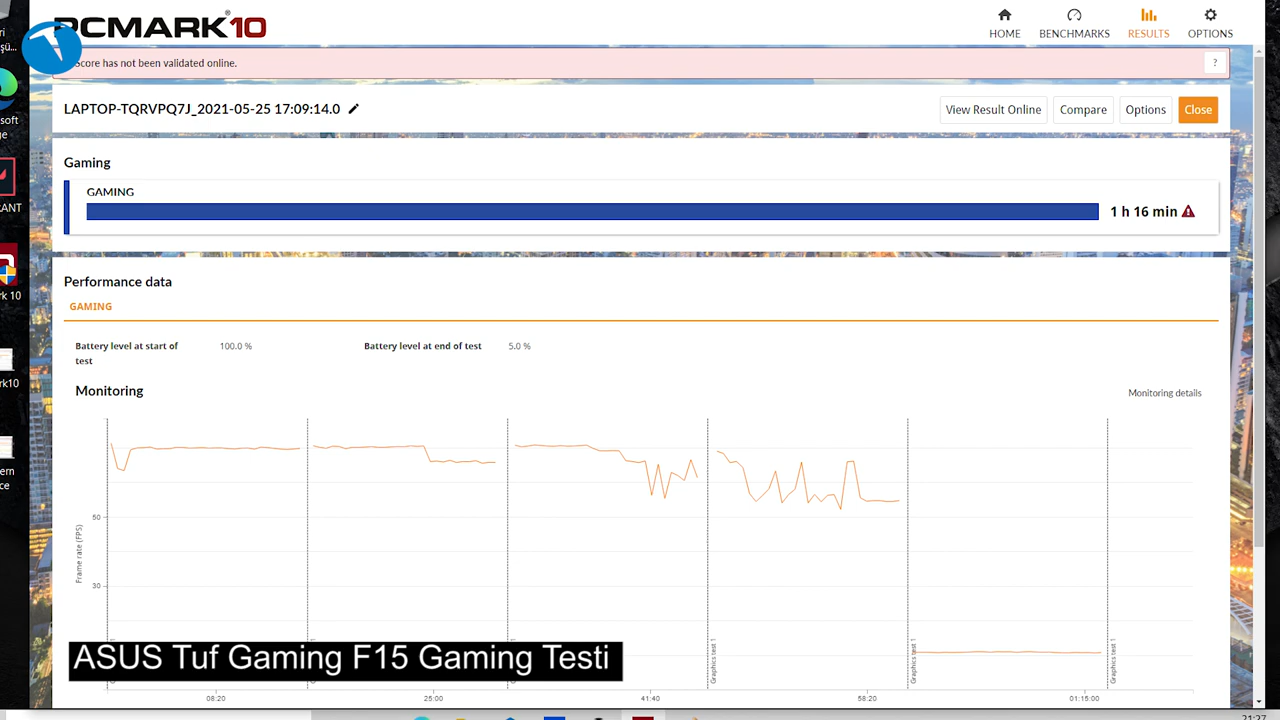 PCMARK®10
HOME
BENCHMARKS
RESULTS
OPTIONS
Score has not been validated online.
?
LAPTOP-TQRVPQ7J_2021-05-25 17:09:14.0
View Result Online
Compare
Options
Close
Gaming
GAMING
1 h 16 min
Performance data
GAMING
Battery level at start of
test
100.0 %
Battery level at end of test
5.0 %
Monitoring
Monitoring details
Frame rate (FPS)
50
30
Graphics test 1
Graphics test 1
Graphics test 1
08:20
25:00
41:40
58:20
01:15:00
ASUS Tuf Gaming F15 Gaming Testi
21:27